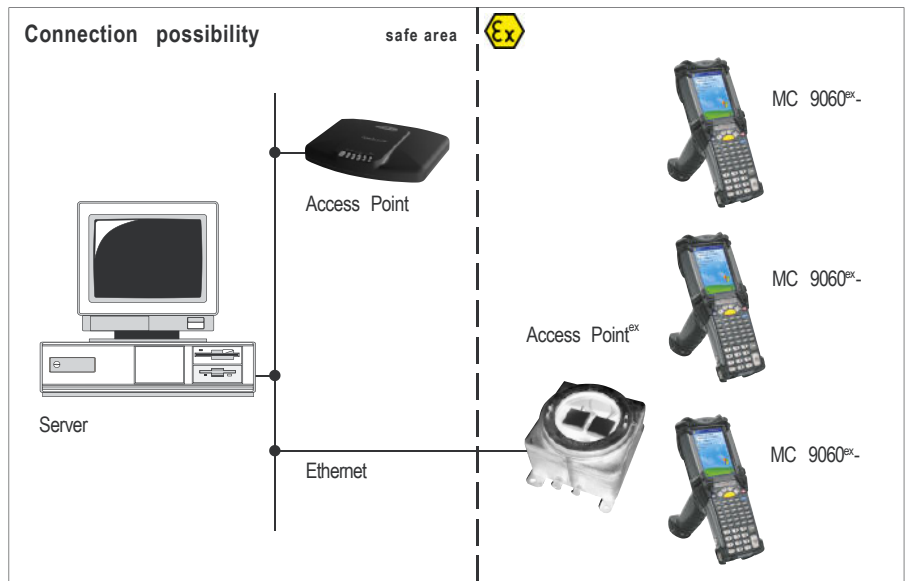 Connection possibility
safe area
Ex
MC 9060ex-
Access Point
MC 9060ex-
Access Pointex
Server
MC 9060ex-
Ethernet